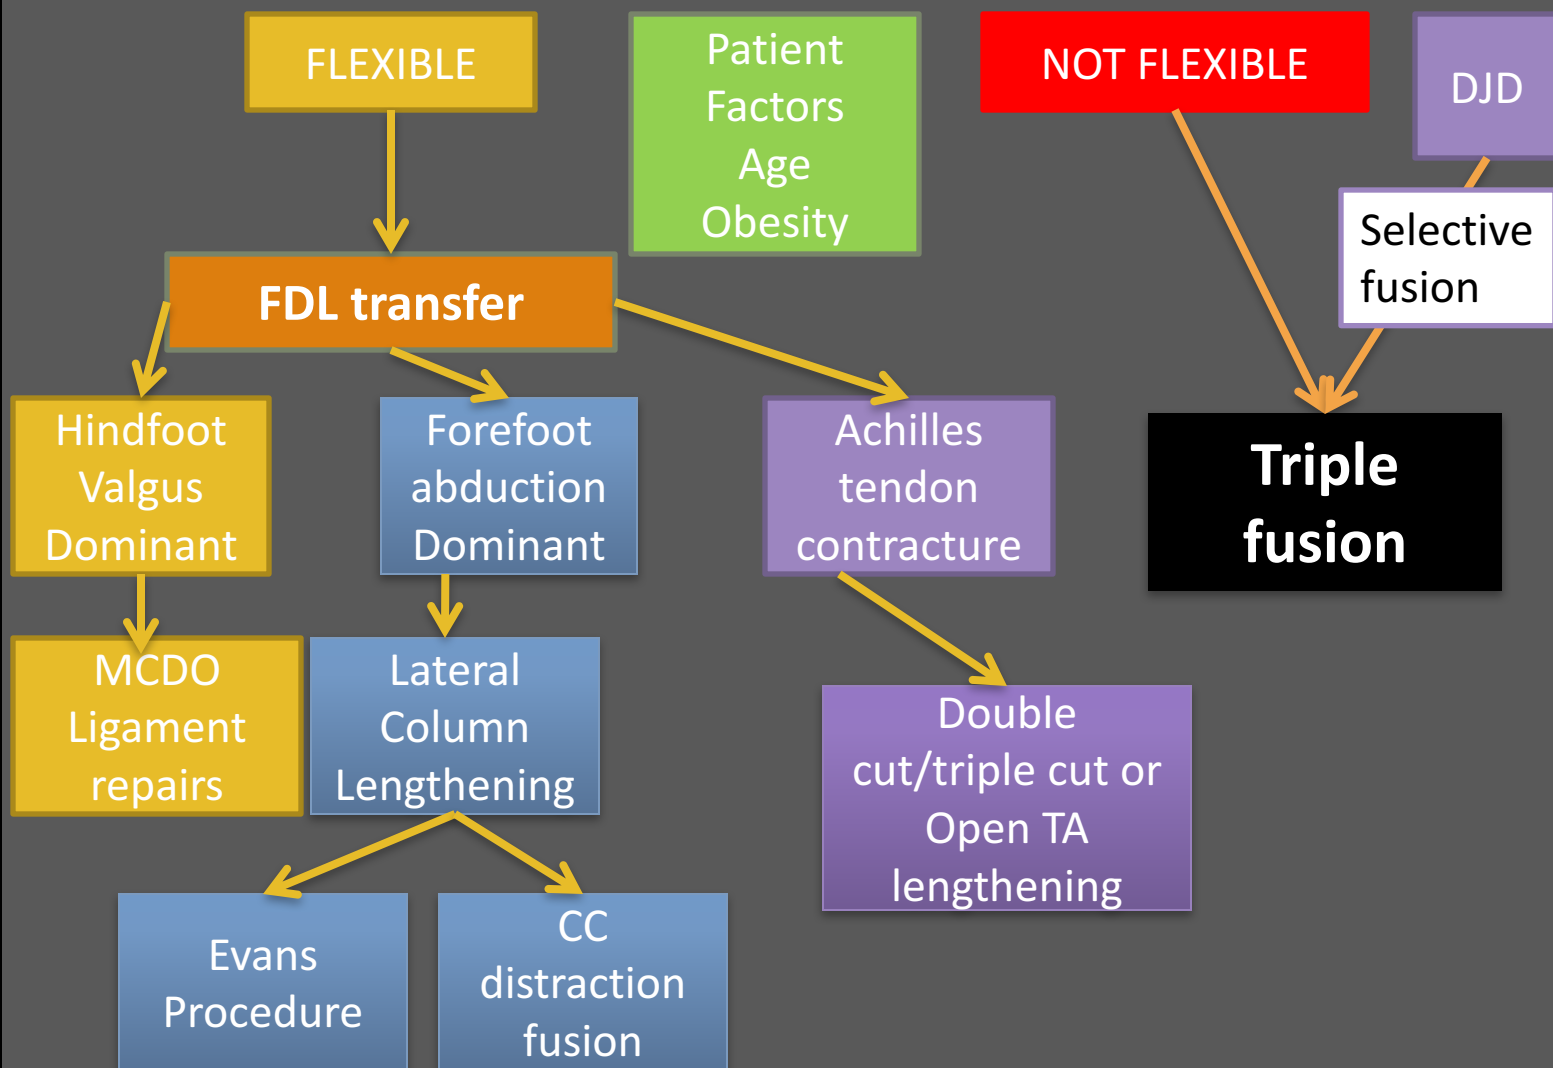 FLEXIBLE
Patient
Factors
Age
Obesity
NOT FLEXIBLE
DJD
Selective
fusion
FDL transfer
Hindfoot
Valgus
Dominant
Forefoot
abduction
Dominant
Achilles
tendon
contracture
Triple
fusion
MCDO
Ligament
repairs
Lateral
Column
Lengthening
Double
cut/triple cut or
Open TA
lengthening
Evans
Procedure
CC
distraction
fusion